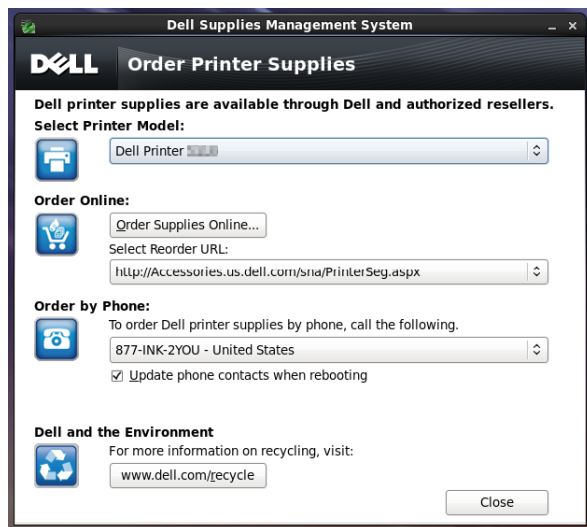 Dell Supplies Management System
DELL Order Printer Supplies
Dell printer supplies are available through Dell and authorized resellers.
Select Printer Model:
Dell Printer
Order Online:
Order Supplies Online...
Select Reorder URL:
http://Accessories.us.dell.com/sna/PrinterSeg.aspx
Order by Phone:
To order Dell printer supplies by phone, call the following.
877-INK-2YOU - United States
Update phone contacts when rebooting
Dell and the Environment
For more information on recycling, visit:
www.dell.com/recycle
Close